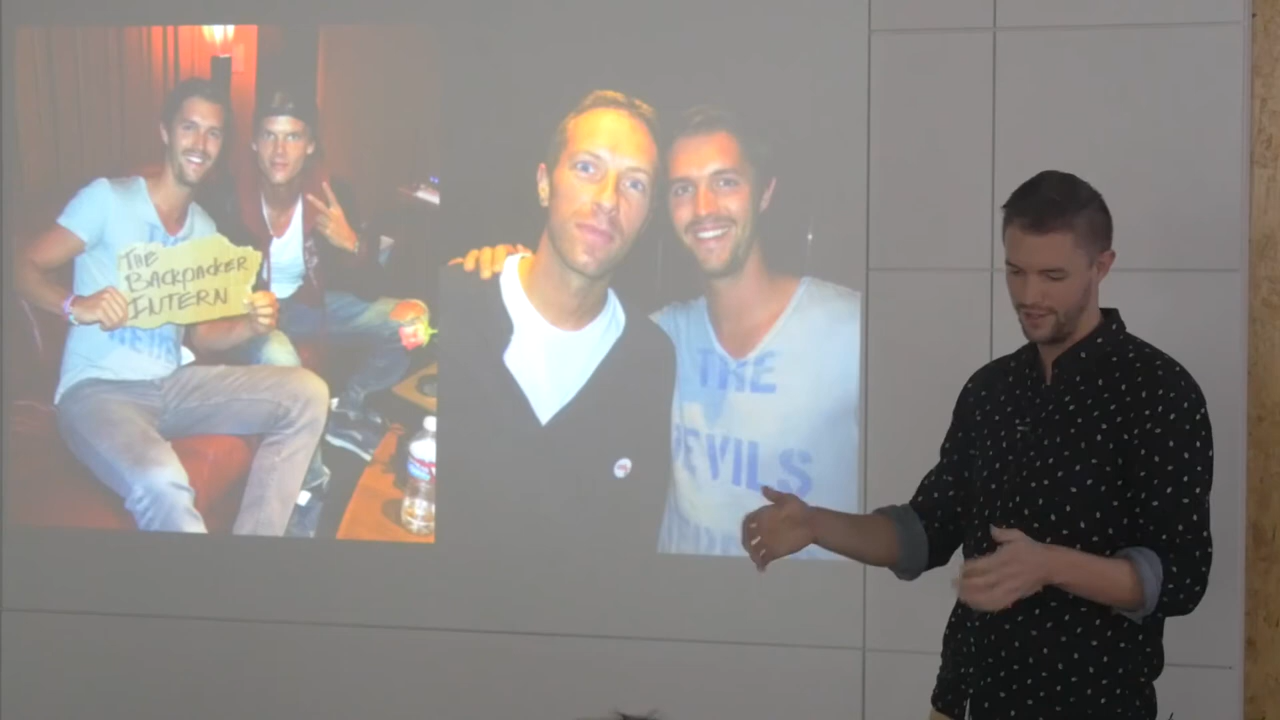 THE
BACKPACKER
INTERN
THE
DEVILS